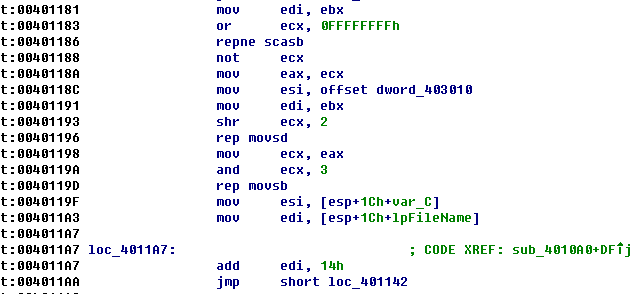 t:00401181 mov edi, ebx
t:00401183 or ecx, 0FFFFFFFFh
t:00401186 repne scasb
t:00401188 not ecx
t:0040118A mov eax, ecx
t:0040118C mov esi, offset dword_403010
t:00401191 mov edi, ebx
t:00401193 shr ecx, 2
t:00401196 rep movsd
t:00401198 mov ecx, eax
t:0040119A and ecx, 3
t:0040119D rep movsb
t:0040119F mov esi, [esp+1Ch+var_C]
t:004011A3 mov edi, [esp+1Ch+lpFileName]
t:004011A7
t:004011A7 loc_4011A7: ; CODE XREF: sub_4010A0+DF↑j
t:004011A7 add edi, 14h
t:004011AA jmp short loc_401142